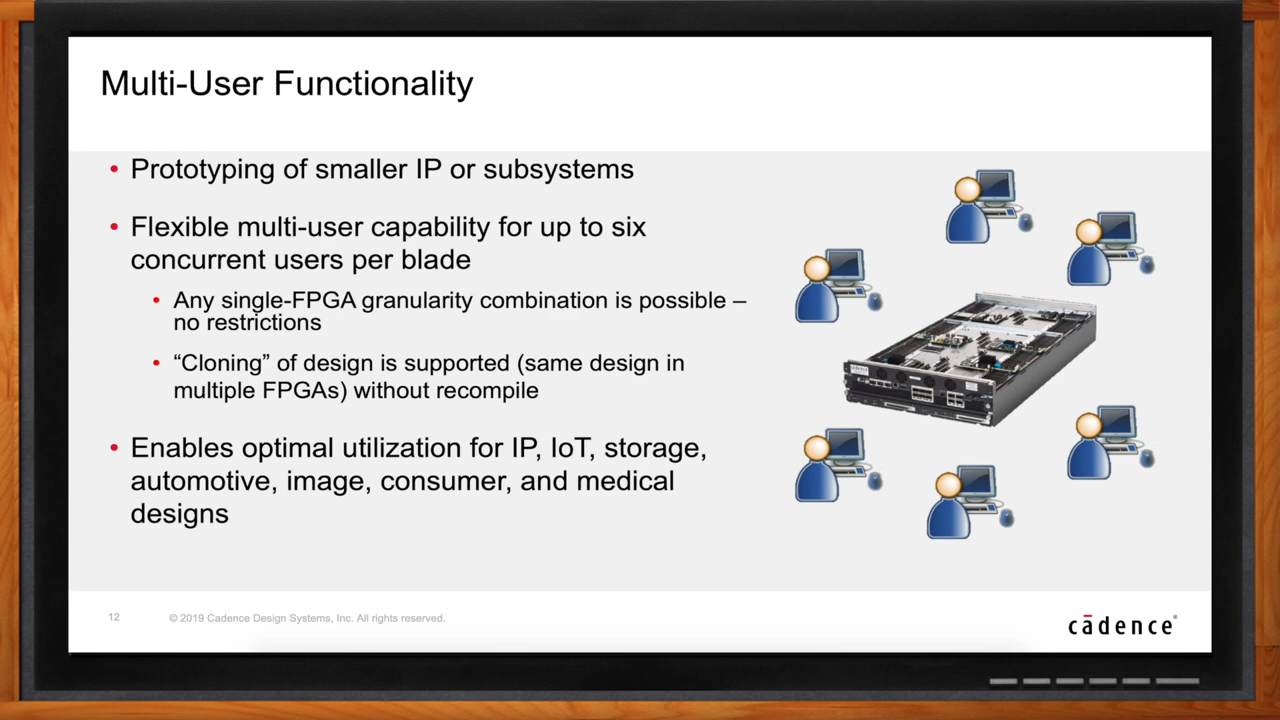 Multi-User Functionality
• Prototyping of smaller IP or subsystems
• Flexible multi-user capability for up to six
concurrent users per blade
• Any single-FPGA granularity combination is possible –
no restrictions
• “Cloning” of design is supported (same design in
multiple FPGAs) without recompile
• Enables optimal utilization for IP, IoT, storage,
automotive, image, consumer, and medical
designs
12
© 2019 Cadence Design Systems, Inc. All rights reserved.
cādence®